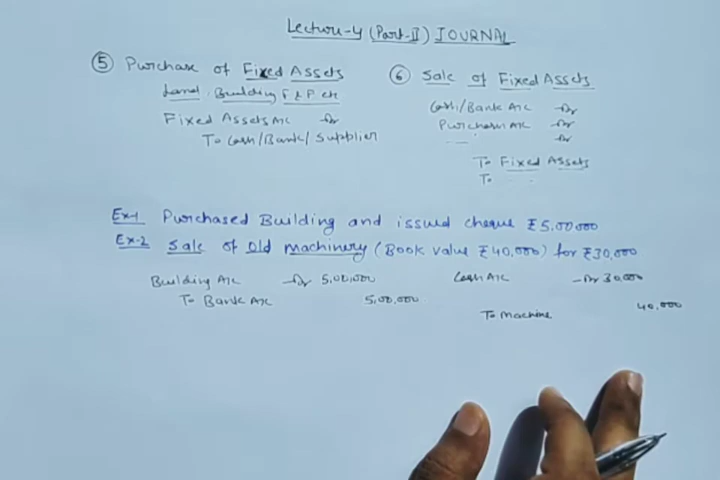 Lecture-4 (Part-II) JOURNAL
5 Purchase of Fixed Assets
Land, Building F&F etc
Fixed Assets A/c Dr
To Cash/Bank/Supplier
6 Sale of Fixed Assets
Cash/Bank A/c Dr
A/c Dr
Dr
To Fixed Assets
To
Ex-1 Purchased Building and issued cheque ₹5,00,000
Ex-2 Sale of Old Machinery (Book value ₹40,000) for ₹30,000
Building A/c Dr 5,00,000
To Bank A/c 5,00,000
Cash A/c Dr 30,000
To Machine 40,000